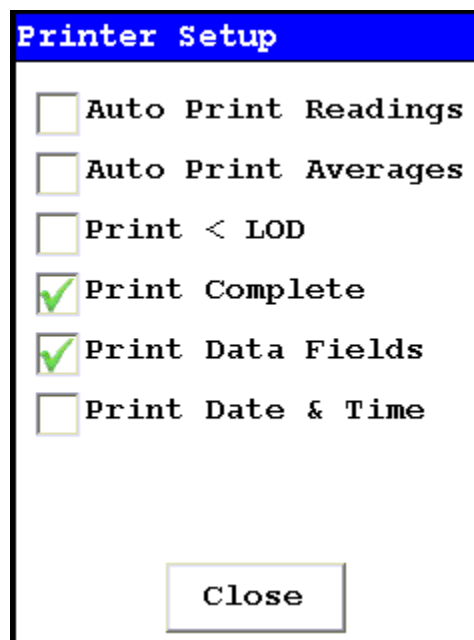 Printer Setup
Auto Print Readings
Auto Print Averages
Print < LOD
Print Complete
Print Data Fields
Print Date & Time
Close